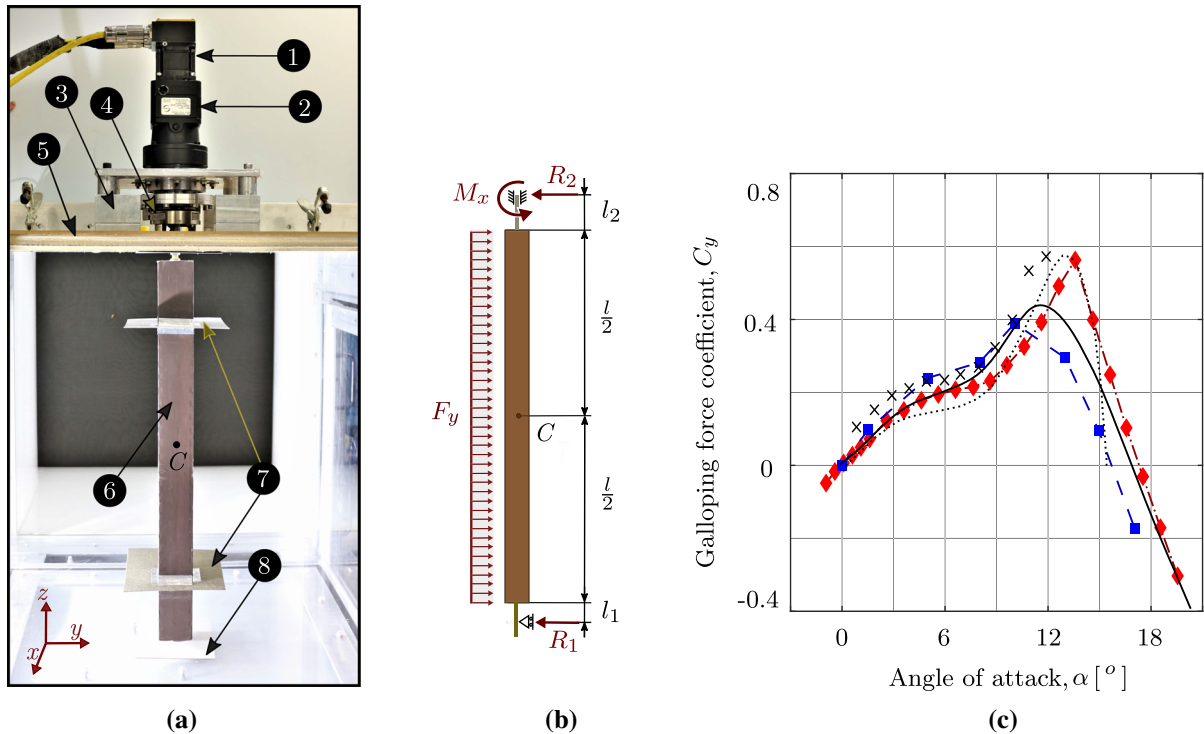 1
2
3
4
5
6
C
7
8
z
y
x
(a)
M_x
R_2
l_2
l/2
F_y
C
l/2
l_1
R_1
(b)
Galloping force coefficient, C_y
0.8
0.4
0
-0.4
0
6
12
18
Angle of attack, α [ ° ]
(c)